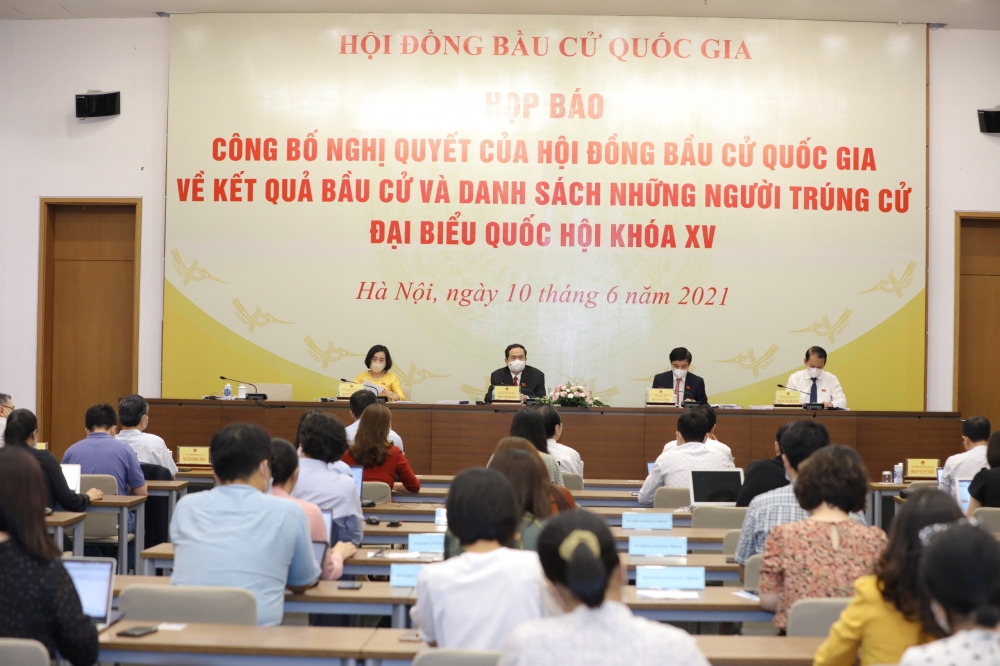 HỘI ĐỒNG BẦU CỬ QUỐC GIA
HỌP BÁO
CÔNG BỐ NGHỊ QUYẾT CỦA HỘI ĐỒNG BẦU CỬ QUỐC GIA
VỀ KẾT QUẢ BẦU CỬ VÀ DANH SÁCH NHỮNG NGƯỜI TRÚNG CỬ
ĐẠI BIỂU QUỐC HỘI KHÓA XV
Hà Nội, ngày 10 tháng 6 năm 2021